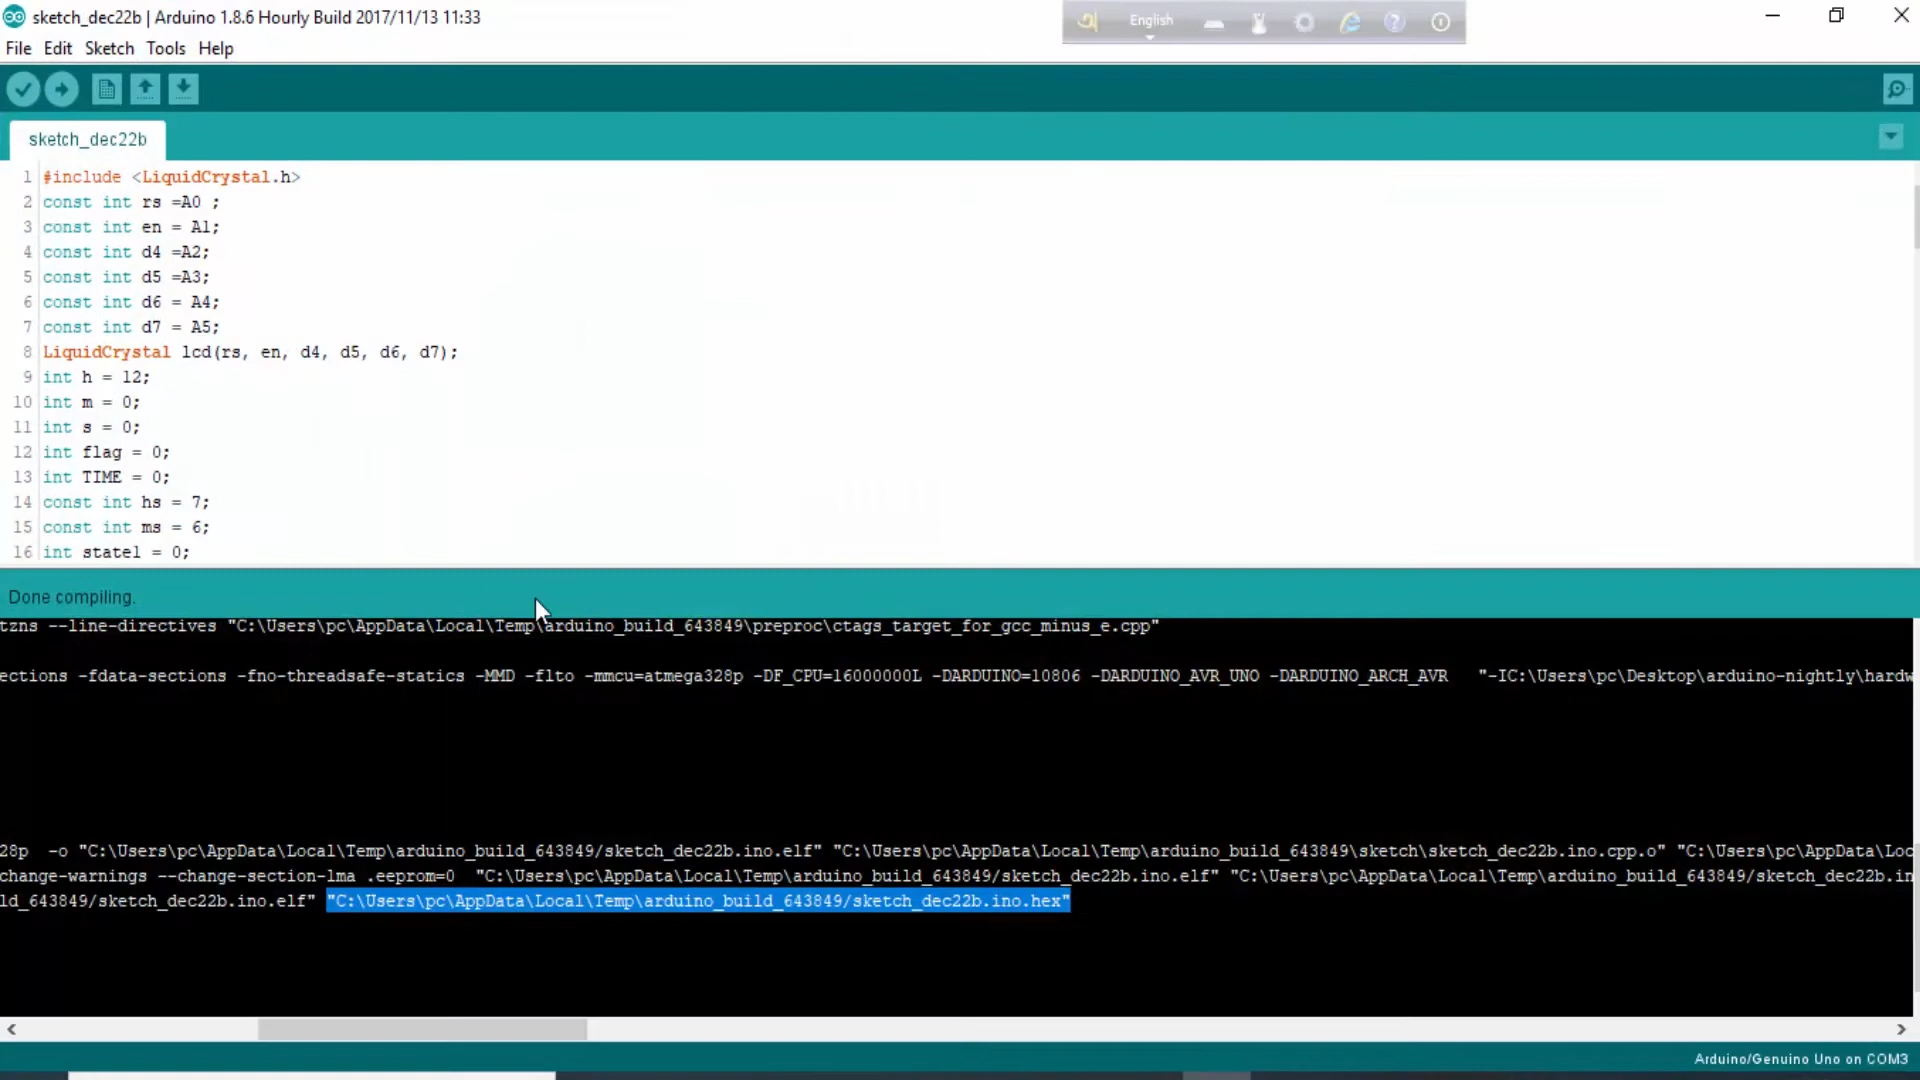 sketch_dec22b | Arduino 1.8.6 Hourly Build 2017/11/13 11:33
English
File Edit Sketch Tools Help
sketch_dec22b
1 #include <LiquidCrystal.h>
2 const int rs =A0 ;
3 const int en = A1;
4 const int d4 =A2;
5 const int d5 =A3;
6 const int d6 = A4;
7 const int d7 = A5;
8 LiquidCrystal lcd(rs, en, d4, d5, d6, d7);
9 int h = 12;
10 int m = 0;
11 int s = 0;
12 int flag = 0;
13 int TIME = 0;
14 const int hs = 7;
15 const int ms = 6;
16 int state1 = 0;
Done compiling.
tzns --line-directives "C:\Users\pc\AppData\Local\Temp\arduino_build_643849\preproc\ctags_target_for_gcc_minus_e.cpp"
ections -fdata-sections -fno-threadsafe-statics -MMD -flto -mmcu=atmega328p -DF_CPU=16000000L -DARDUINO=10806 -DARDUINO_AVR_UNO -DARDUINO_ARCH_AVR "-IC:\Users\pc\Desktop\arduino-nightly\hardw
28p -o "C:\Users\pc\AppData\Local\Temp\arduino_build_643849/sketch_dec22b.ino.elf" "C:\Users\pc\AppData\Local\Temp\arduino_build_643849\sketch\sketch_dec22b.ino.cpp.o" "C:\Users\pc\AppData\Loc
change-warnings --change-section-lma .eeprom=0 "C:\Users\pc\AppData\Local\Temp\arduino_build_643849/sketch_dec22b.ino.elf" "C:\Users\pc\AppData\Local\Temp\arduino_build_643849/sketch_dec22b.in
ld_643849/sketch_dec22b.ino.elf" "C:\Users\pc\AppData\Local\Temp\arduino_build_643849/sketch_dec22b.ino.hex"
Arduino/Genuino Uno on COM3